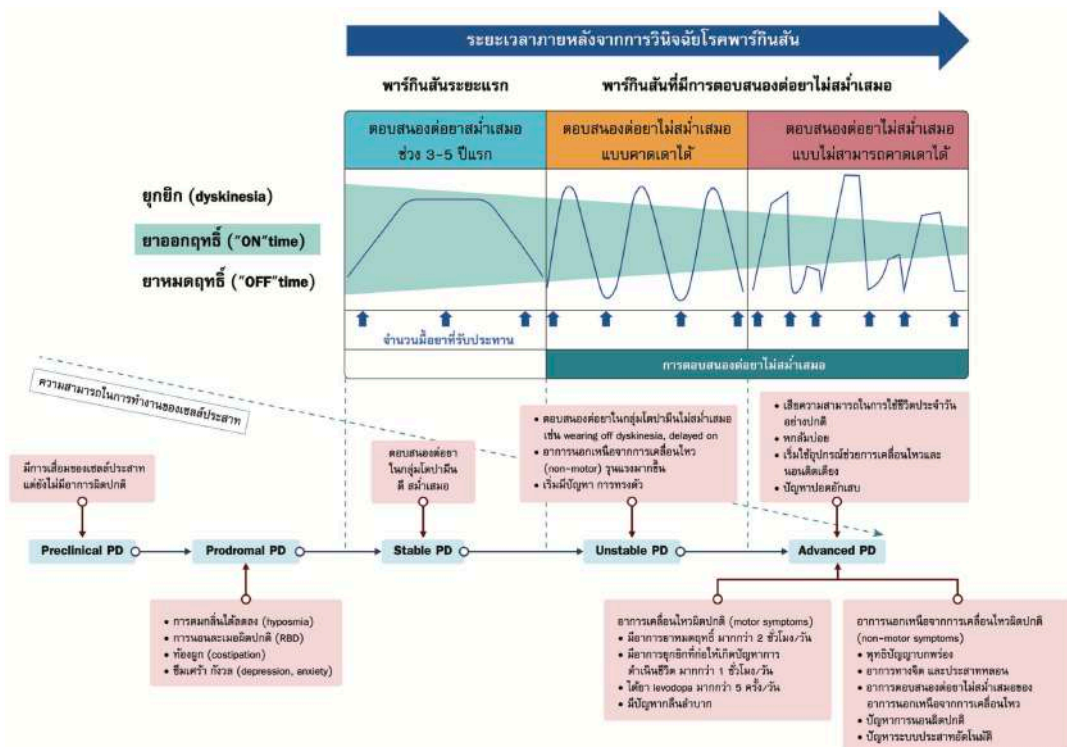 ระยะเวลาภายหลังจากการวินิจฉัยโรคพาร์กินสัน
พาร์กินสันระยะแรก
พาร์กินสันที่มีการตอบสนองต่อยาไม่สม่ำเสมอ
ตอบสนองต่อยาสม่ำเสมอ
ช่วง 3-5 ปีแรก
ตอบสนองต่อยาไม่สม่ำเสมอ
แบบคาดเดาได้
ตอบสนองต่อยาไม่สม่ำเสมอ
แบบไม่สามารถคาดเดาได้
ยุกยิก (dyskinesia)
ยาออกฤทธิ์ ("ON"time)
ยาหมดฤทธิ์ ("OFF"time)
จำนวนมื้อยาที่รับประทาน
การตอบสนองต่อยาไม่สม่ำเสมอ
ความสามารถในการทำงานของเซลล์ประสาท
มีการเสื่อมของเซลล์ประสาท
แต่ยังไม่มีอาการผิดปกติ
ตอบสนองต่อยา
ในกลุ่มโดปามีน
ดี สม่ำเสมอ
• ตอบสนองต่อยาในกลุ่มโดปามีนไม่สม่ำเสมอ
เช่น wearing off dyskinesia, delayed on
• อาการนอกเหนือจากการเคลื่อนไหว
(non-motor) รุนแรงมากขึ้น
• เริ่มมีปัญหา การทรงตัว
• เสียความสามารถในการใช้ชีวิตประจำวัน
อย่างปกติ
• หกล้มบ่อย
• เริ่มใช้อุปกรณ์ช่วยการเคลื่อนไหวและ
นอนติดเตียง
• ปัญหาปอดอักเสบ
Preclinical PD
Prodromal PD
Stable PD
Unstable PD
Advanced PD
• การดมกลิ่นได้ลดลง (hyposmia)
• การนอนละเมอผิดปกติ (RBD)
• ท้องผูก (costipation)
• ซึมเศร้า กังวล (depression, anxiety)
อาการเคลื่อนไหวผิดปกติ (motor symptoms)
• มีอาการยาหมดฤทธิ์ มากกว่า 2 ชั่วโมง/วัน
• มีอาการยุกยิกที่ก่อให้เกิดปัญหาการ
ดำเนินชีวิต มากกว่า 1 ชั่วโมง/วัน
• ได้ยา levodopa มากกว่า 5 ครั้ง/วัน
• มีปัญหากลืนลำบาก
อาการนอกเหนือจากการเคลื่อนไหวผิดปกติ
(non-motor symptoms)
• พุทธิปัญญาบกพร่อง
• อาการทางจิต และประสาทหลอน
• อาการตอบสนองต่อยาไม่สม่ำเสมอของ
อาการนอกเหนือจากการเคลื่อนไหว
• ปัญหาการนอนผิดปกติ
• ปัญหาระบบประสาทอัตโนมัติ